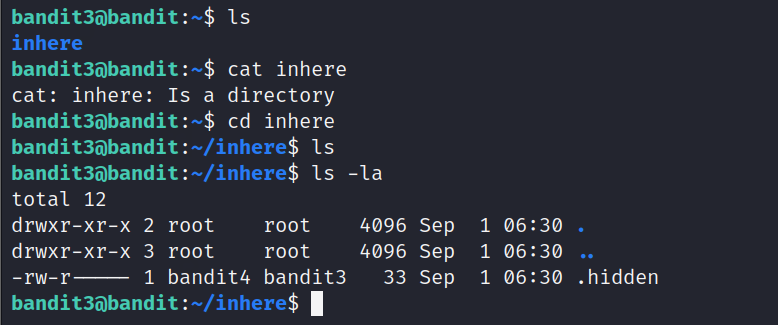 bandit3@bandit:~$ ls
inhere
bandit3@bandit:~$ cat inhere
cat: inhere: Is a directory
bandit3@bandit:~$ cd inhere
bandit3@bandit:~/inhere$ ls
bandit3@bandit:~/inhere$ ls -la
total 12
drwxr-xr-x 2 root    root    4096 Sep  1 06:30 .
drwxr-xr-x 3 root    root    4096 Sep  1 06:30 ..
-rw-r----- 1 bandit4 bandit3   33 Sep  1 06:30 .hidden
bandit3@bandit:~/inhere$